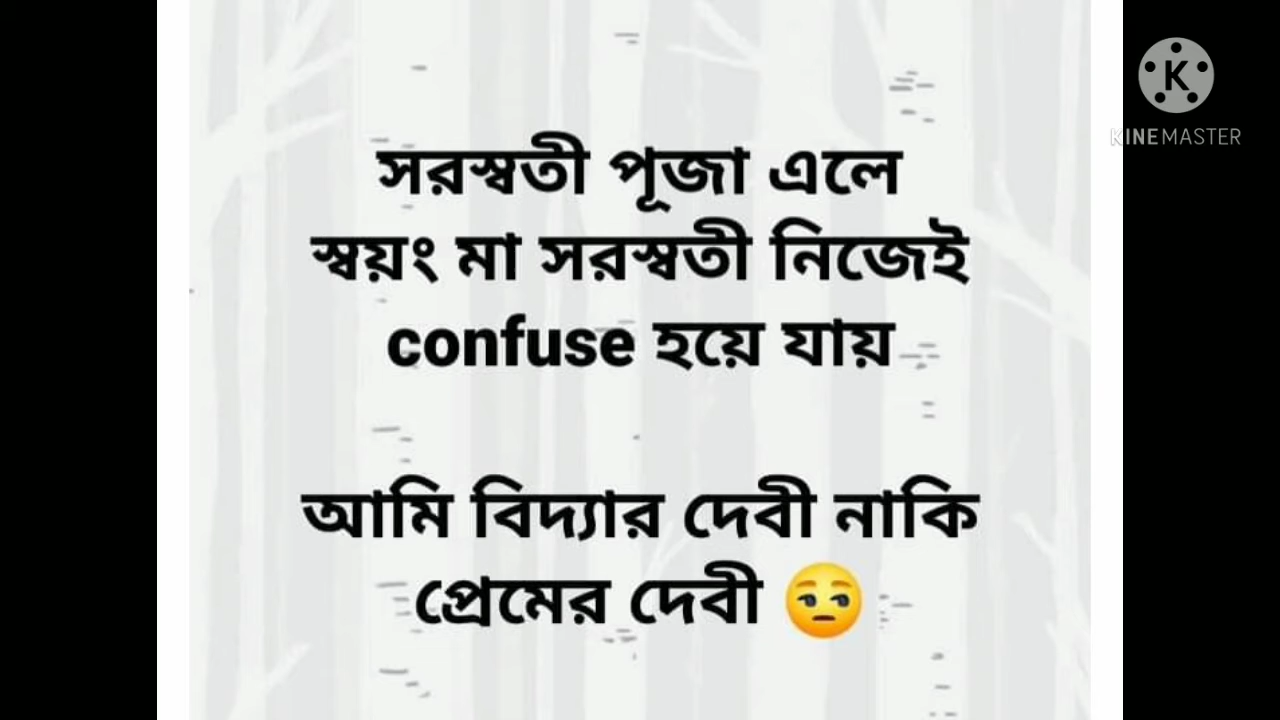 সরস্বতী পূজা এলে
স্বয়ং মা সরস্বতী নিজেই
confuse হয়ে যায়
আমি বিদ্যার দেবী নাকি
প্রেমের দেবী 😒
K
KINEMASTER